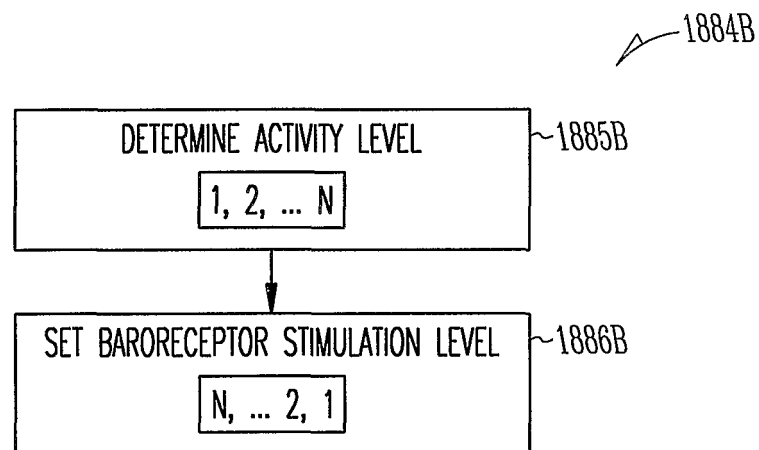 1884B
DETERMINE ACTIVITY LEVEL
1885B
1, 2, ... N
SET BARORECEPTOR STIMULATION LEVEL
1886B
N, ... 2, 1